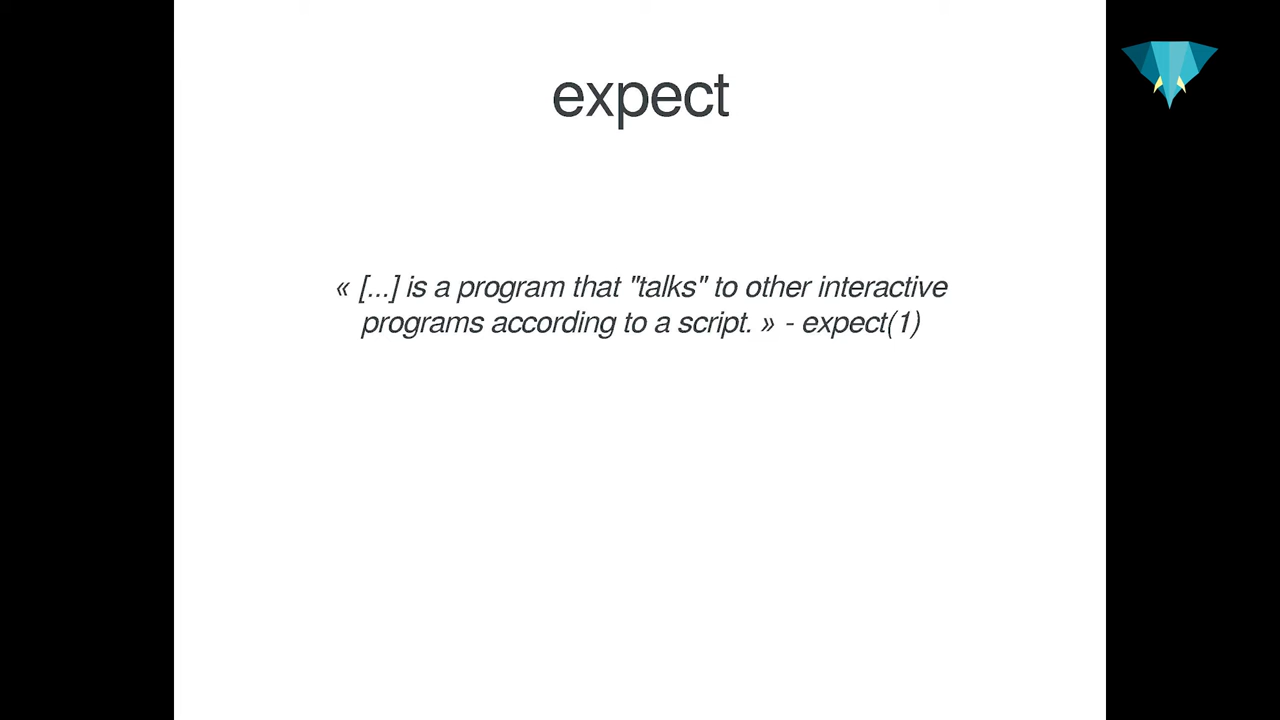 expect
« [...] is a program that "talks" to other interactive
programs according to a script. » - expect(1)